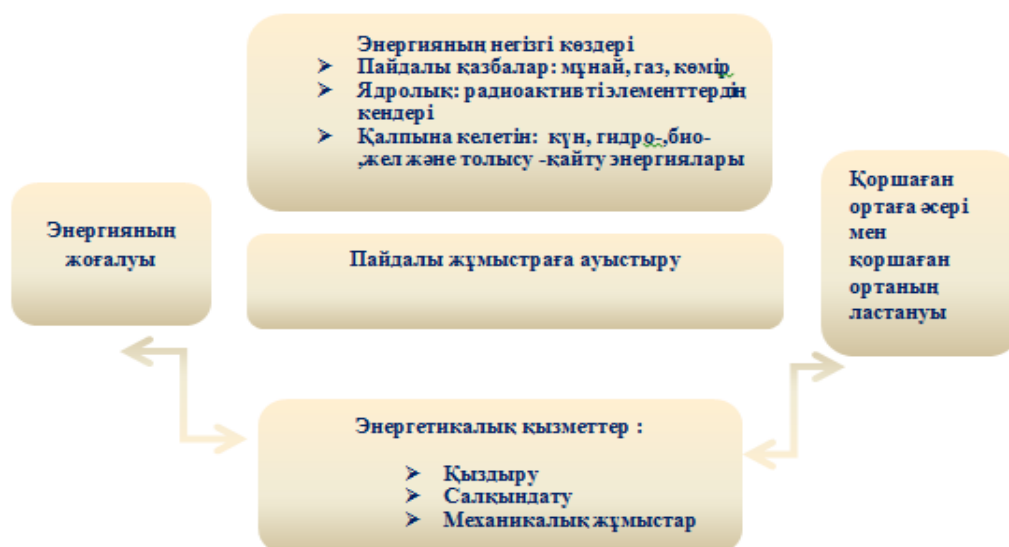 Энергияның негізгі көздері
➤ Пайдалы қазбалар: мұнай, газ, көмір
➤ Ядролық: радиоактивті элементтердің
кендері
➤ Қалпына келетін: күн, гидро-,био-
,жел және толысу -қайту энергиялары
Энергияның
жоғалуы
Пайдалы жұмыстраға ауыстыру
Қоршаған
ортаға әсері
мен
қоршаған
ортаның
ластануы
Энергетикалық қызметтер :
➤ Қыздыру
➤ Салқындату
➤ Механикалық жұмыстар